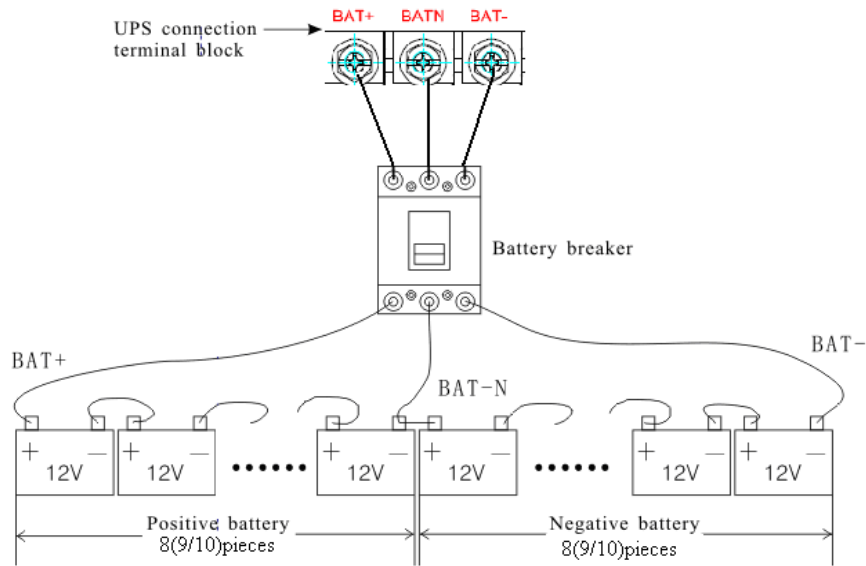 BAT+ BATN BAT-
UPS connection
terminal block
Battery breaker
BAT+
BAT-
BAT-N
+ — + — + — + — + — + —
12V 12V 12V 12V 12V 12V
Positive battery
8(9/10)pieces
Negative battery
8(9/10)pieces